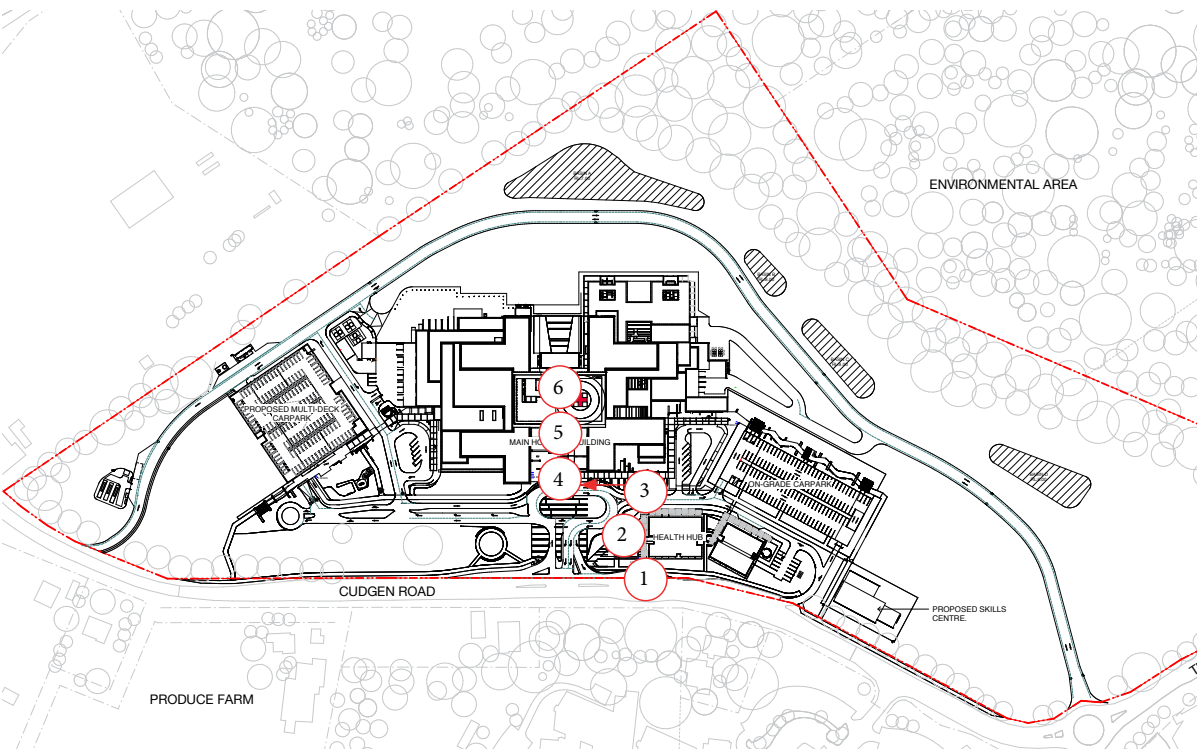 ENVIRONMENTAL AREA
PROPOSED MULTI-DECK
CARPARK
6
5
MAIN HO
BUILDING
4
3
ON-GRADE CARPARK
2
HEALTH HUB
1
CUDGEN ROAD
PROPOSED SKILLS
CENTRE.
PRODUCE FARM